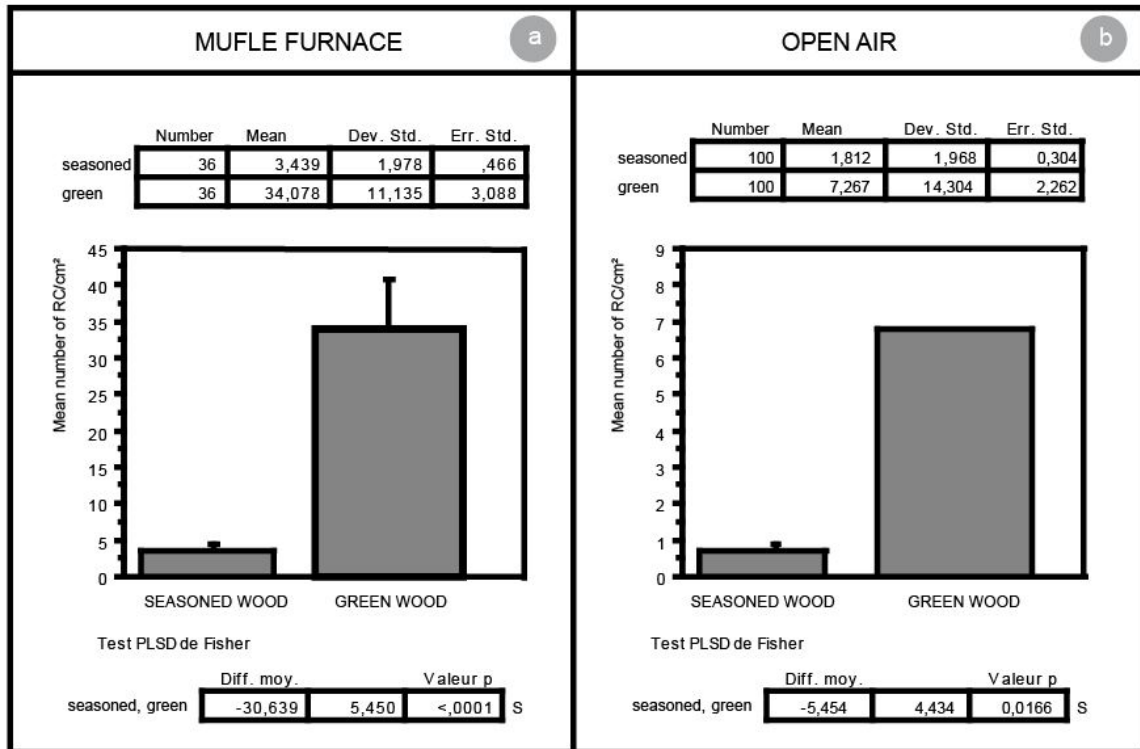 MUFLE FURNACE
a
Number Mean Dev. Std. Err. Std.
seasoned 36 3,439 1,978 ,466
green 36 34,078 11,135 3,088
Mean number of RC/cm²
45
40
35
30
25
20
15
10
5
0
SEASONED WOOD GREEN WOOD
Test PLSD de Fisher
Diff. moy. Valeur p
seasoned, green -30,639 5,450 <,0001 S
OPEN AIR
b
Number Mean Dev. Std. Err. Std.
seasoned 100 1,812 1,968 0,304
green 100 7,267 14,304 2,262
Mean number of RC/cm²
9
8
7
6
5
4
3
2
1
0
SEASONED WOOD GREEN WOOD
Test PLSD de Fisher
Diff. moy. Valeur p
seasoned, green -5,454 4,434 0,0166 S